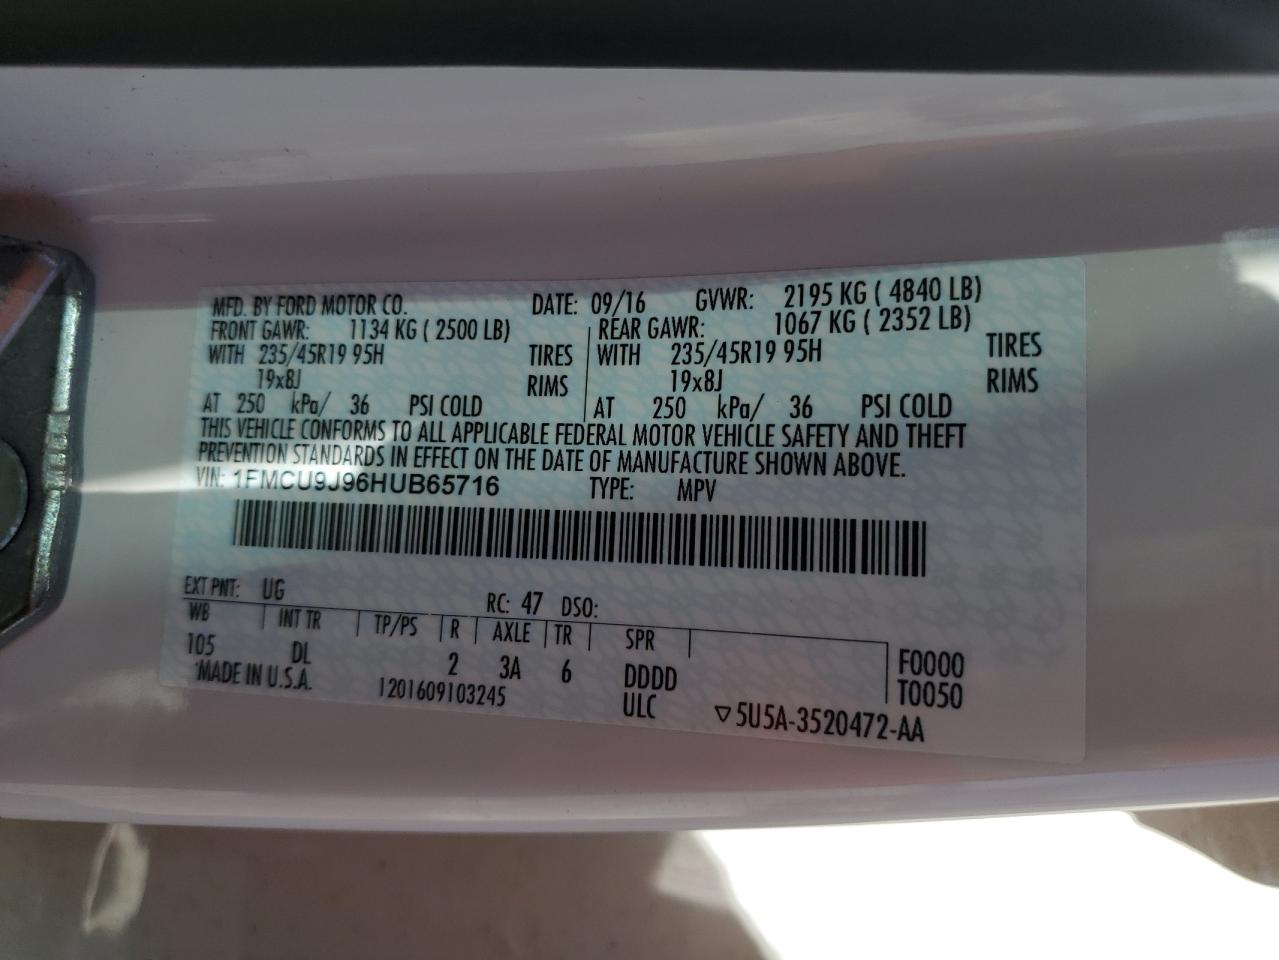 MFD. BY FORD MOTOR CO. DATE: 09/16 GVWR: 2195 KG ( 4840 LB)
FRONT GAWR: 1134 KG ( 2500 LB) REAR GAWR: 1067 KG ( 2352 LB)
WITH 235/45R19 95H TIRES WITH 235/45R19 95H TIRES
19x8J RIMS 19x8J RIMS
AT 250 kPa/ 36 PSI COLD AT 250 kPa/ 36 PSI COLD
THIS VEHICLE CONFORMS TO ALL APPLICABLE FEDERAL MOTOR VEHICLE SAFETY AND THEFT
PREVENTION STANDARDS IN EFFECT ON THE DATE OF MANUFACTURE SHOWN ABOVE.
VIN: 1FMCU9J96HUB65716 TYPE: MPV
EXT PNT: UG RC: 47 DSO:
WB INT TR TP/PS R AXLE TR SPR
105 DL 2 3A 6 DDDD F0000
*MADE IN U.S.A. 1201609103245 ULC T0050
▽5U5A-3520472-AA